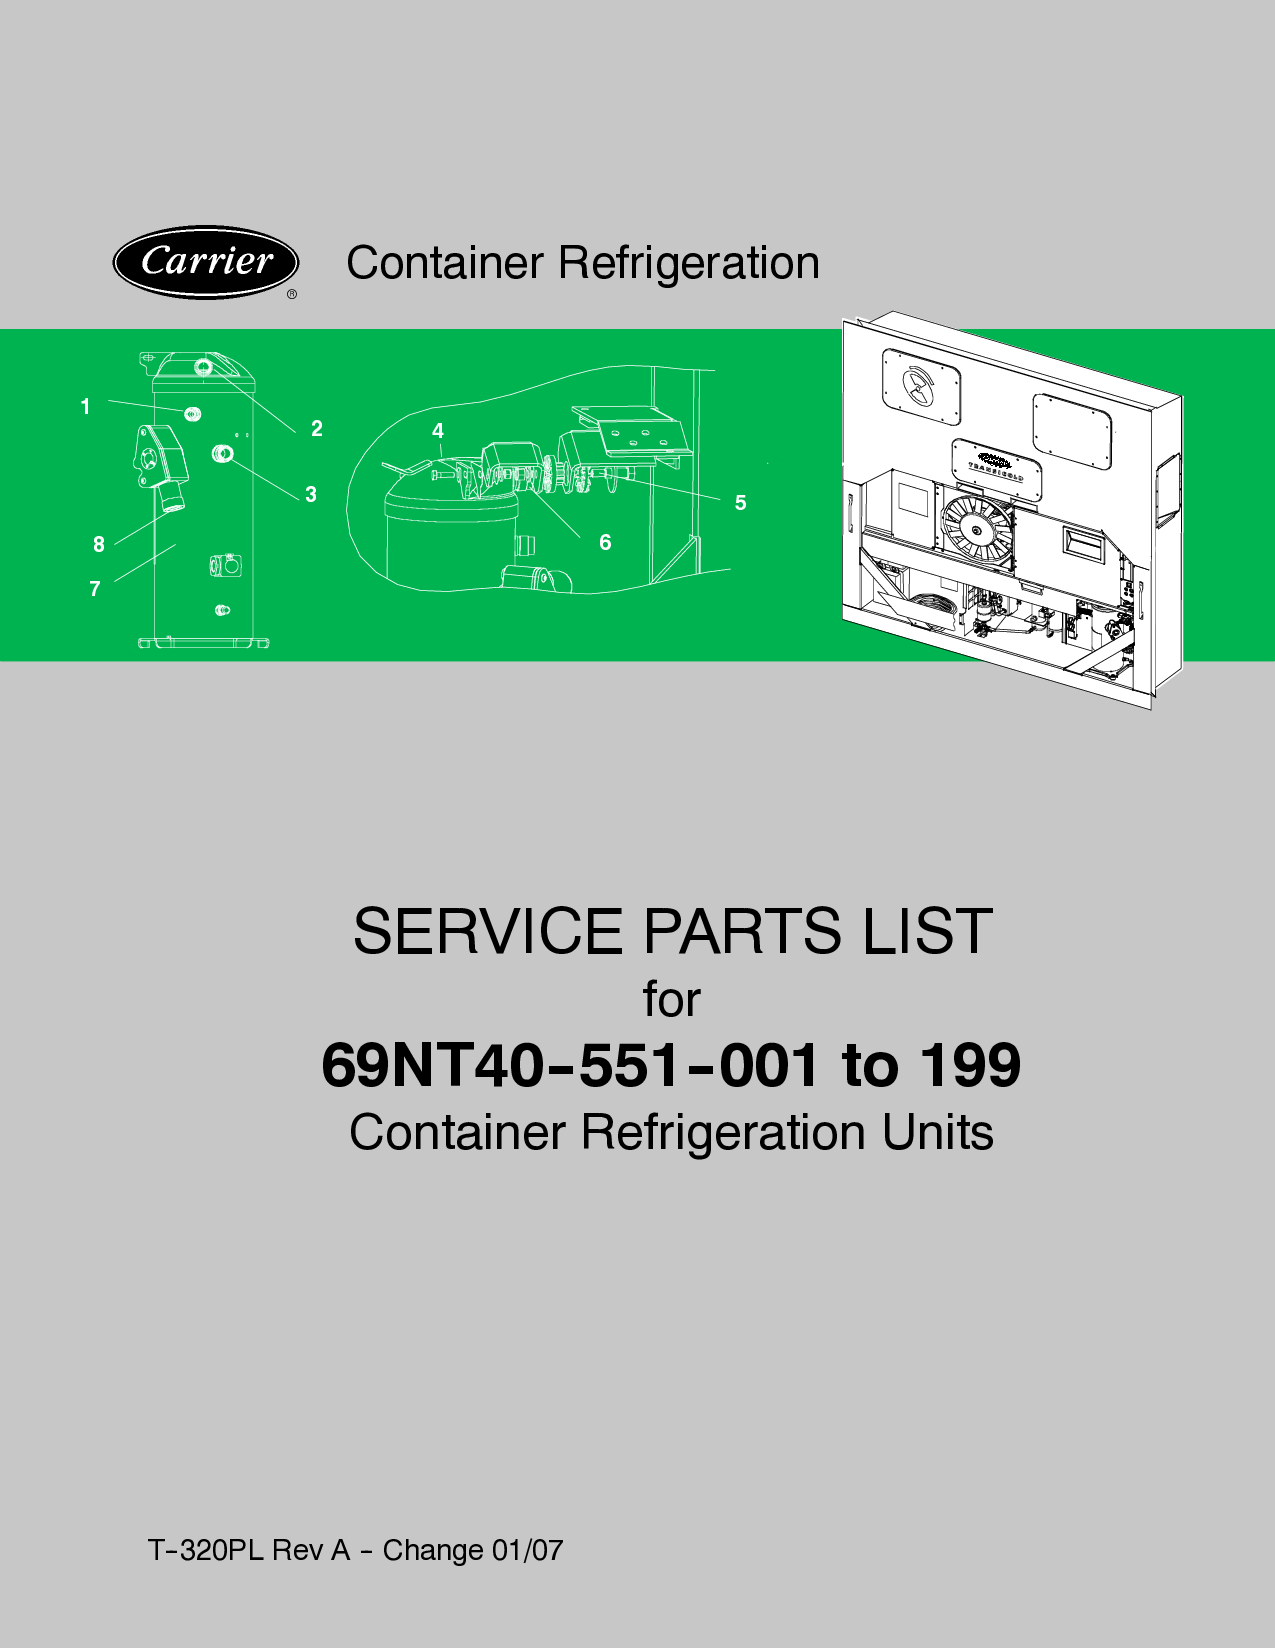 Carrier
®
Container Refrigeration
1
2
3
4
5
6
7
8
TRANSICOLD
SERVICE PARTS LIST
for
69NT40-551-001 to 199
Container Refrigeration Units
T-320PL Rev A - Change 01/07